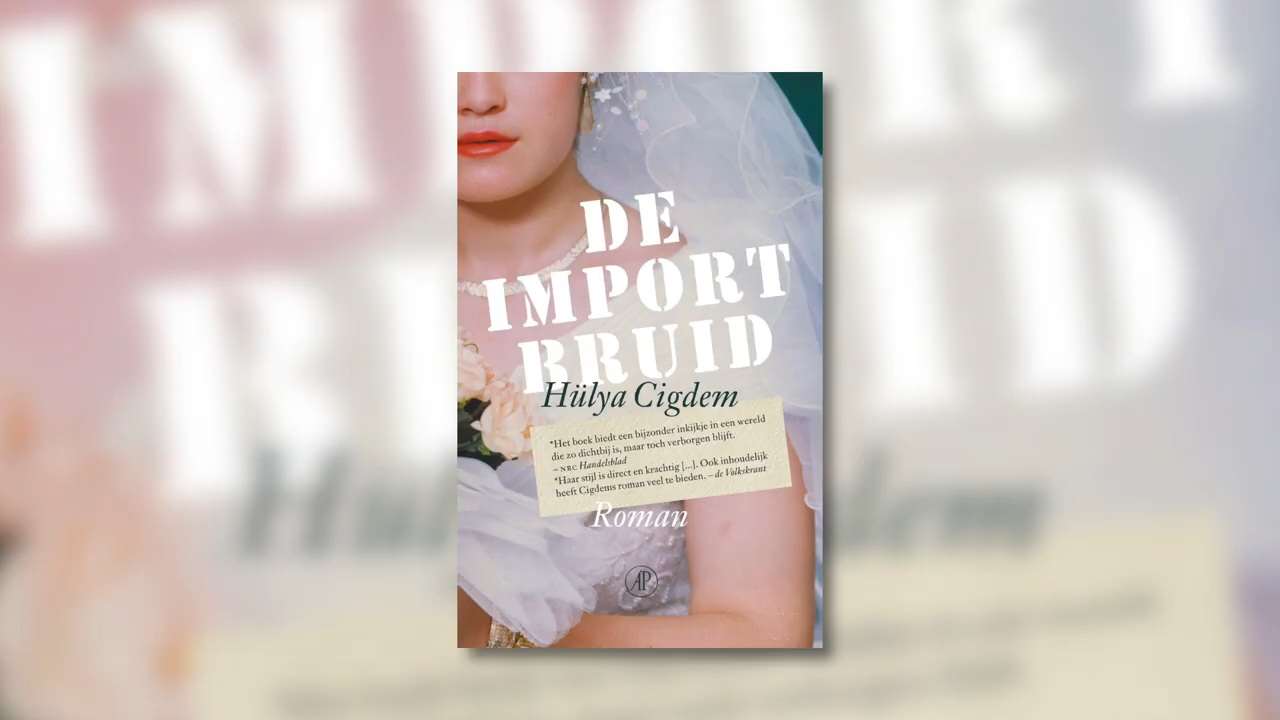 DE
IMPORT
BRUID
Hülya Cigdem
‘Het boek biedt een bijzonder inkijkje in een wereld
die zo dichtbij is, maar toch verborgen blijft.
– NRC Handelsblad
‘Haar stijl is direct en krachtig [...]. Ook inhoudelijk
heeft Cigdems roman veel te bieden. – de Volkskrant
Roman
AP